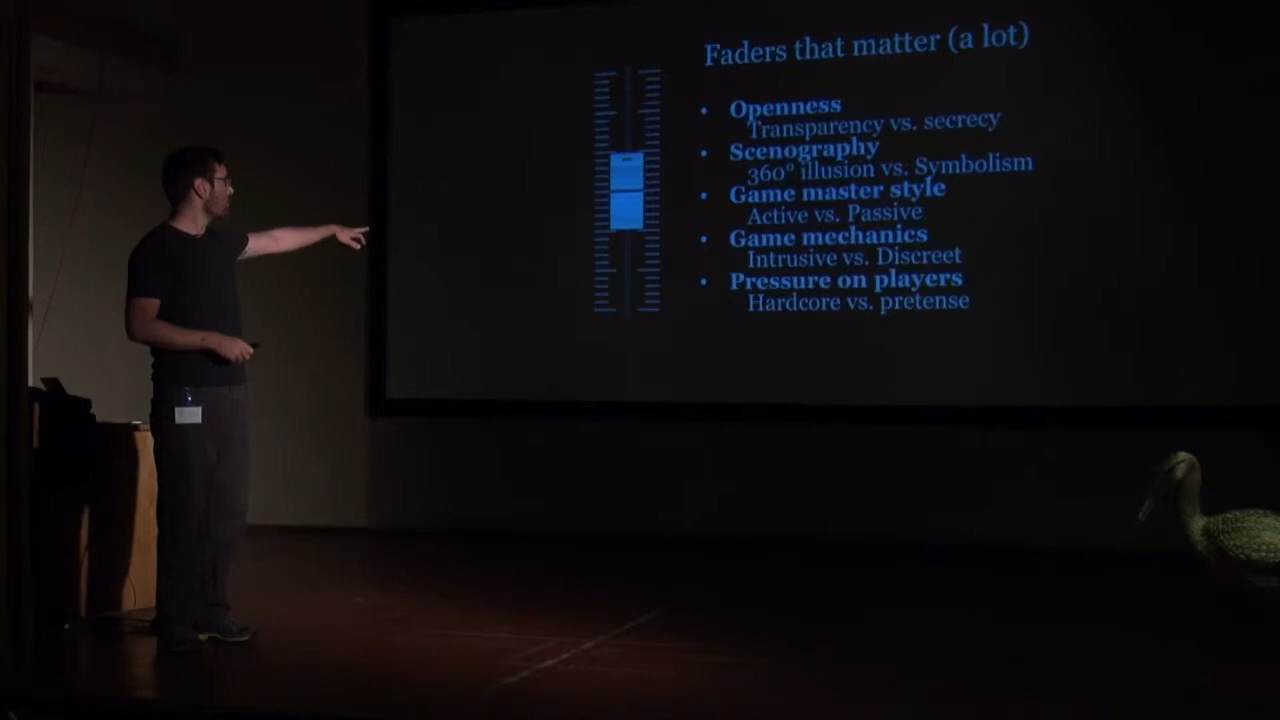 Faders that matter (a lot)
• Openness
Transparency vs. secrecy
• Scenography
360° illusion vs. Symbolism
• Game master style
Active vs. Passive
• Game mechanics
Intrusive vs. Discreet
• Pressure on players
Hardcore vs. pretense